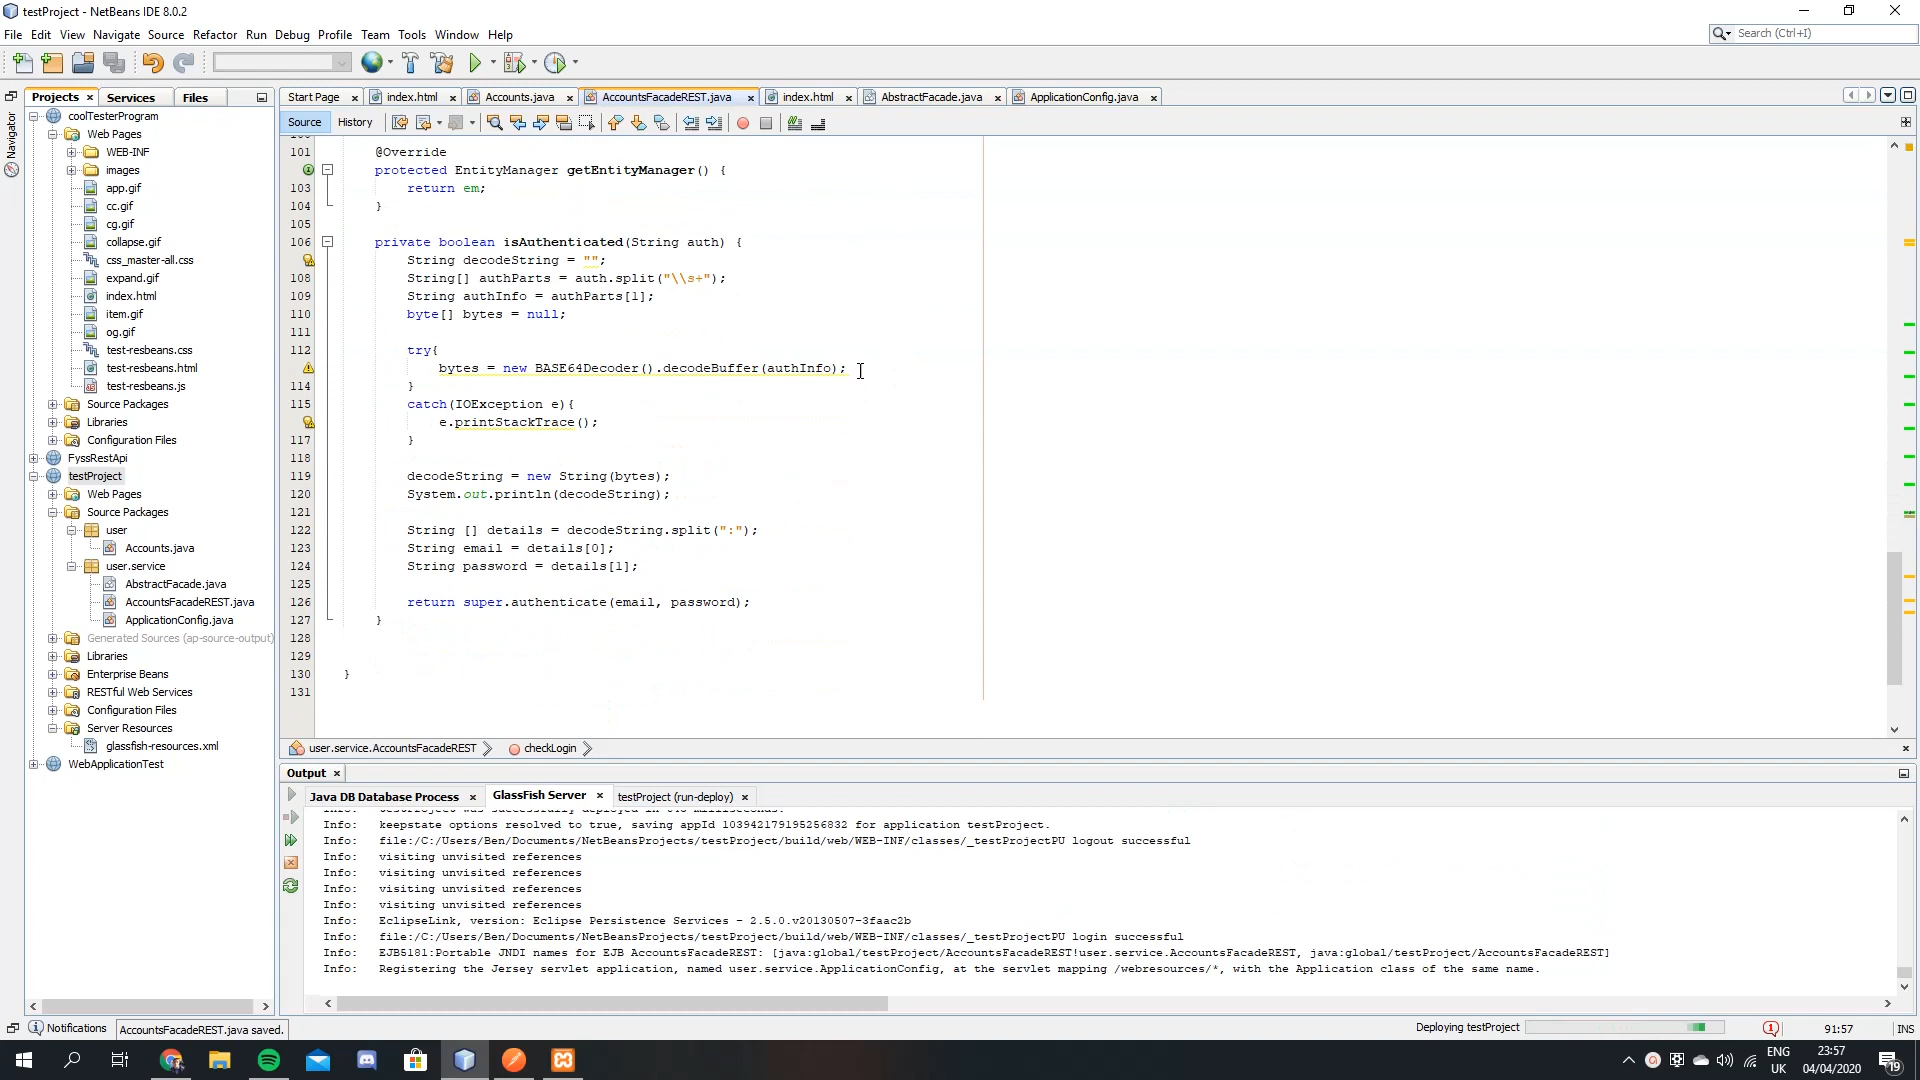 testProject - NetBeans IDE 8.0.2
File Edit View Navigate Source Refactor Run Debug Profile Team Tools Window Help
Search (Ctrl+I)
Projects Services Files
Start Page index.html Accounts.java AccountsFacadeREST.java index.html AbstractFacade.java ApplicationConfig.java
Source History
Navigator
coolTesterProgram
Web Pages
WEB-INF
images
app.gif
cc.gif
cg.gif
collapse.gif
css_master-all.css
expand.gif
index.html
item.gif
og.gif
test-resbeans.css
test-resbeans.html
test-resbeans.js
Source Packages
Libraries
Configuration Files
FyssRestApi
testProject
Web Pages
Source Packages
user
Accounts.java
user.service
AbstractFacade.java
AccountsFacadeREST.java
ApplicationConfig.java
Generated Sources (ap-source-output)
Libraries
Enterprise Beans
RESTful Web Services
Configuration Files
Server Resources
glassfish-resources.xml
WebApplicationTest
101 @Override
protected EntityManager getEntityManager() {
103 return em;
104 }
105
106 private boolean isAuthenticated(String auth) {
String decodeString = "";
108 String[] authParts = auth.split("\\s+");
109 String authInfo = authParts[1];
110 byte[] bytes = null;
111
112 try{
bytes = new BASE64Decoder().decodeBuffer(authInfo);
114 }
115 catch(IOException e){
e.printStackTrace();
117 }
118
119 decodeString = new String(bytes);
120 System.out.println(decodeString);
121
122 String [] details = decodeString.split(":");
123 String email = details[0];
124 String password = details[1];
125
126 return super.authenticate(email, password);
127 }
128
129
130 }
131
user.service.AccountsFacadeREST checkLogin
Output
Java DB Database Process GlassFish Server testProject (run-deploy)
Info: keepstate options resolved to true, saving appId 103942179195256832 for application testProject.
Info: file:/C:/Users/Ben/Documents/NetBeansProjects/testProject/build/web/WEB-INF/classes/_testProjectPU logout successful
Info: visiting unvisited references
Info: visiting unvisited references
Info: visiting unvisited references
Info: visiting unvisited references
Info: EclipseLink, version: Eclipse Persistence Services - 2.5.0.v20130507-3faac2b
Info: file:/C:/Users/Ben/Documents/NetBeansProjects/testProject/build/web/WEB-INF/classes/_testProjectPU login successful
Info: EJB5181:Portable JNDI names for EJB AccountsFacadeREST: [java:global/testProject/AccountsFacadeREST!user.service.AccountsFacadeREST, java:global/testProject/AccountsFacadeREST]
Info: Registering the Jersey servlet application, named user.service.ApplicationConfig, at the servlet mapping /webresources/*, with the Application class of the same name.
Notifications AccountsFacadeREST.java saved. Deploying testProject 1 91:57 INS
ENG 23:57
UK 04/04/2020 19